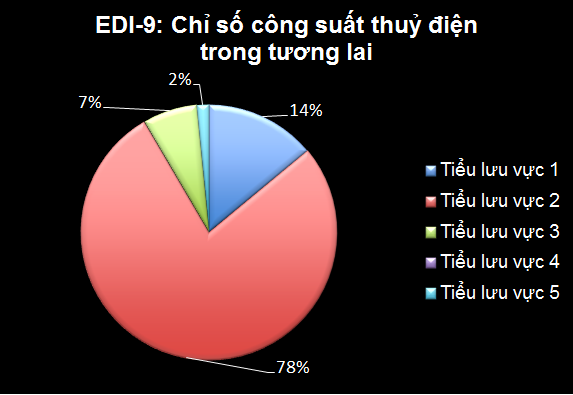 EDI-9: Chỉ số công suất thuỷ điện
trong tương lai
2%
7%
14%
Tiểu lưu vực 1
Tiểu lưu vực 2
Tiểu lưu vực 3
Tiểu lưu vực 4
Tiểu lưu vực 5
78%